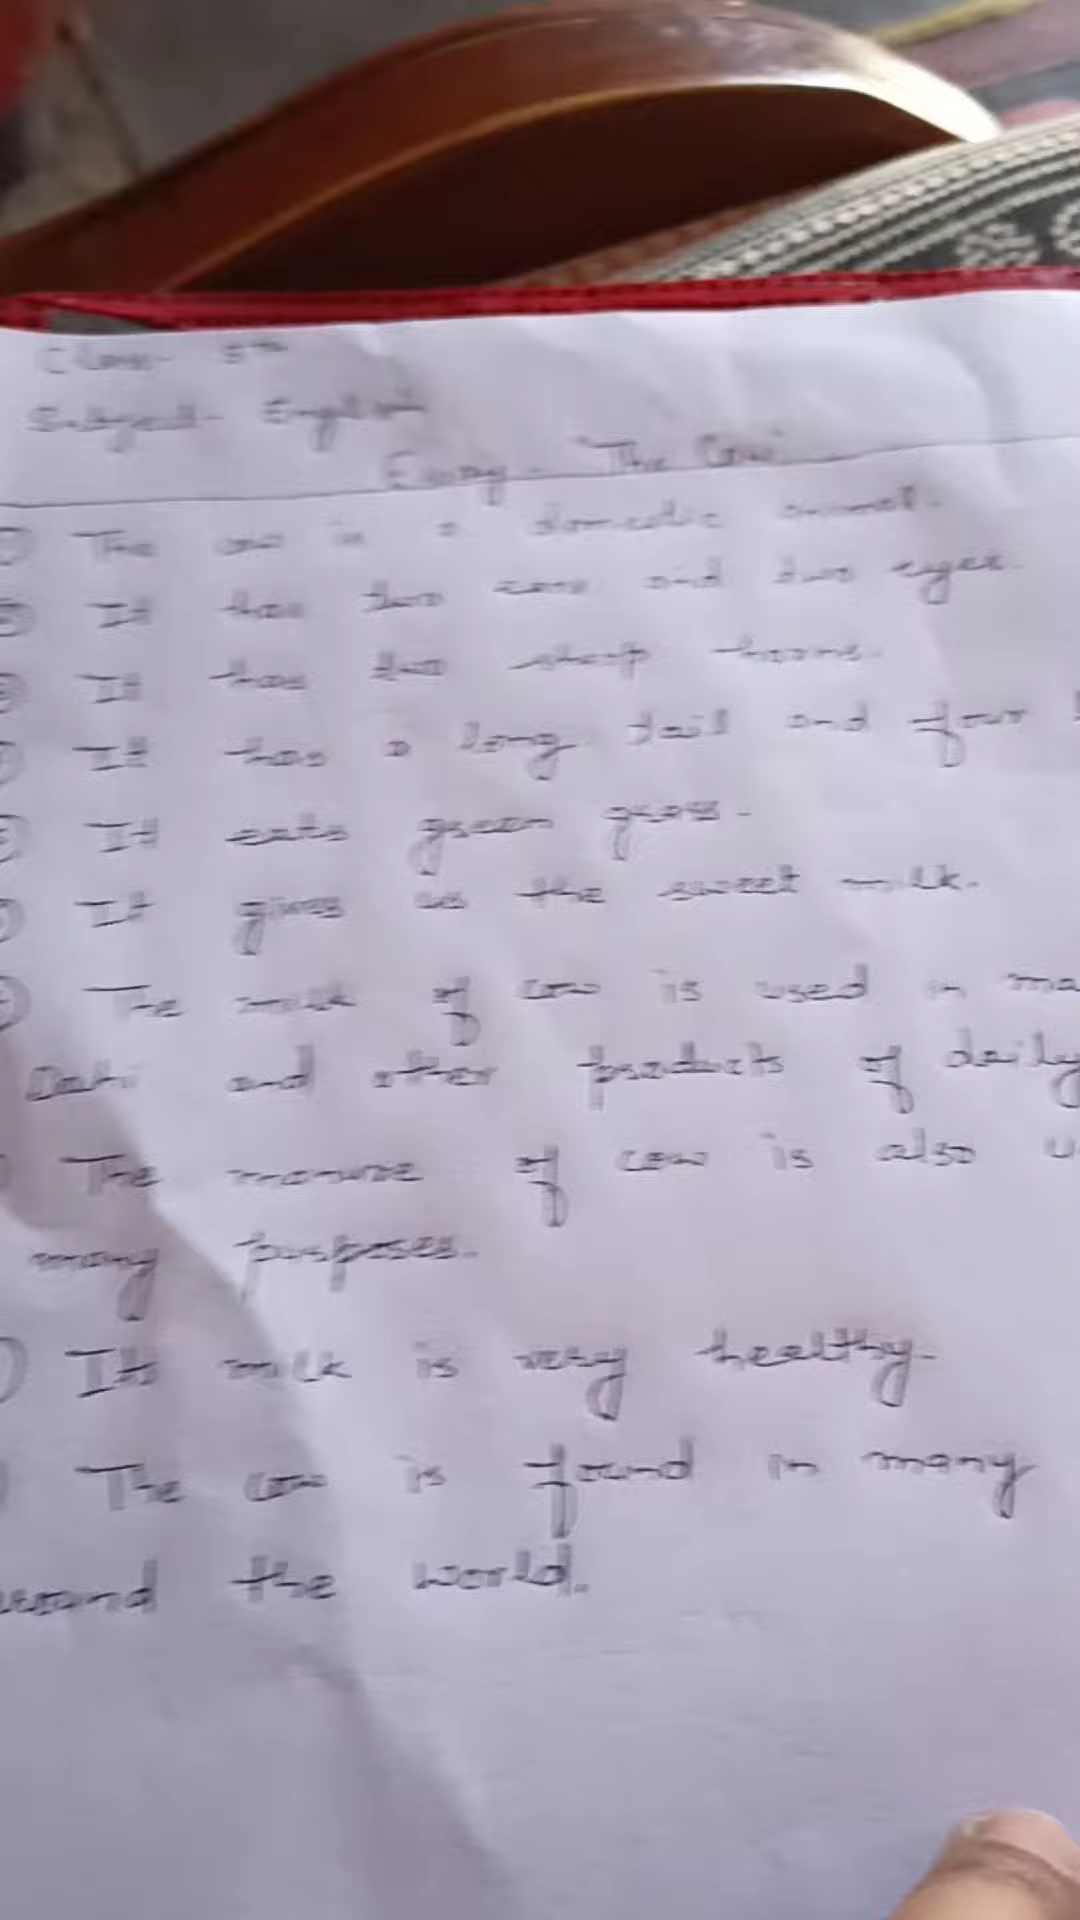 Class- 5th
Subject- English
Essay - "The Cow"
The cow is a domestic animal.
It has two ears and two eyes.
It has two sharp horns.
It has a long tail and four
⑤ It eats green grass.
It gives us the sweet milk.
The milk of cow is used in
Dahi and other products of daily
The manure of cow is also
many purposes.
Its milk is very healthy.
The cow is found in many
around the world.